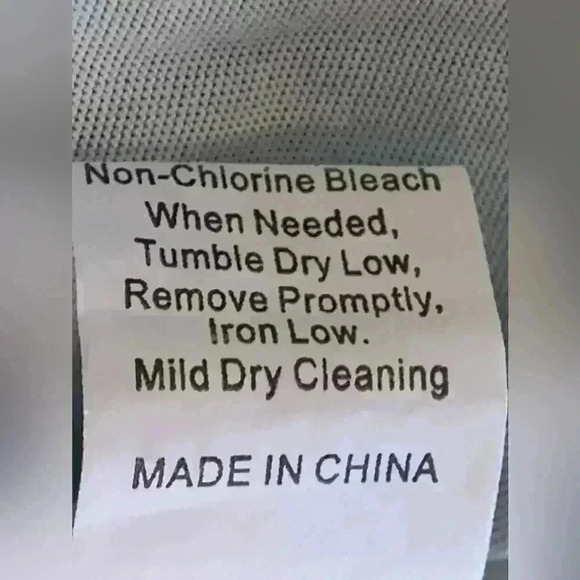 Non-Chlorine Bleach
When Needed,
Tumble Dry Low,
Remove Promptly,
Iron Low.
Mild Dry Cleaning
MADE IN CHINA